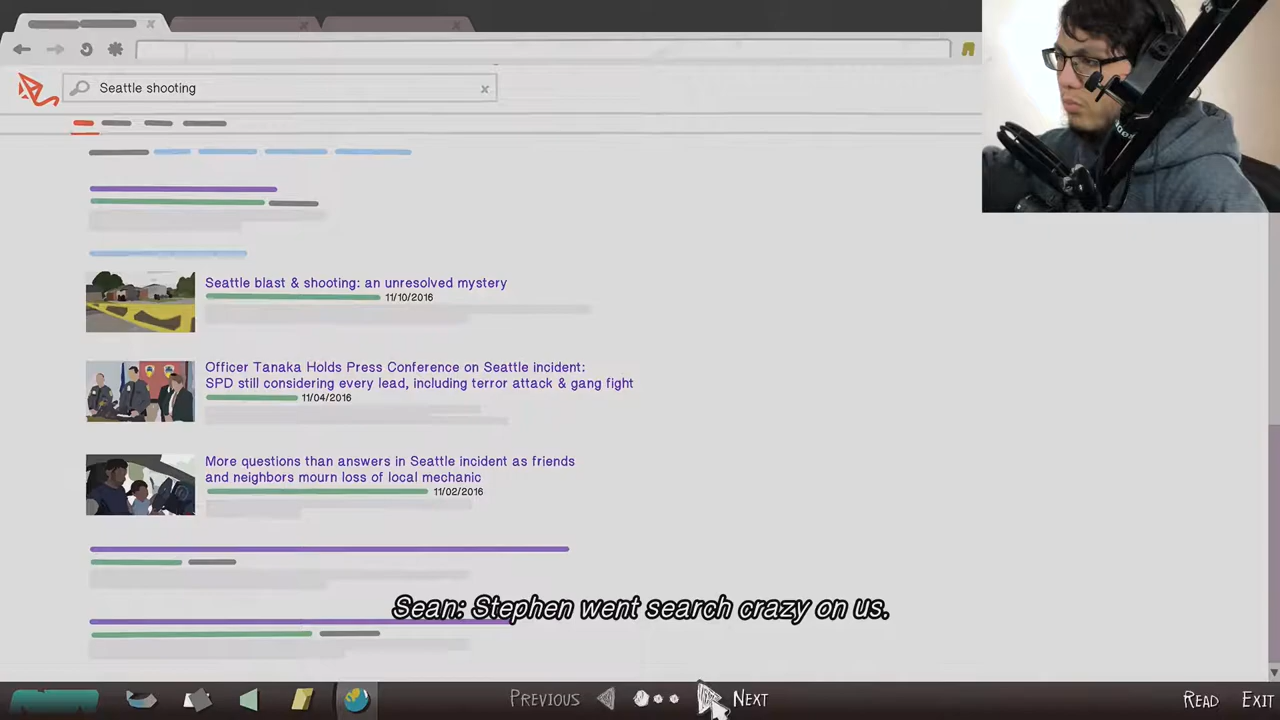 Seattle shooting
Seattle blast & shooting: an unresolved mystery
11/10/2016
Officer Tanaka Holds Press Conference on Seattle incident:
SPD still considering every lead, including terror attack & gang fight
11/04/2016
More questions than answers in Seattle incident as friends
and neighbors mourn loss of local mechanic
11/02/2016
Sean: Stephen went search crazy on us.
PREVIOUS NEXT READ EXIT